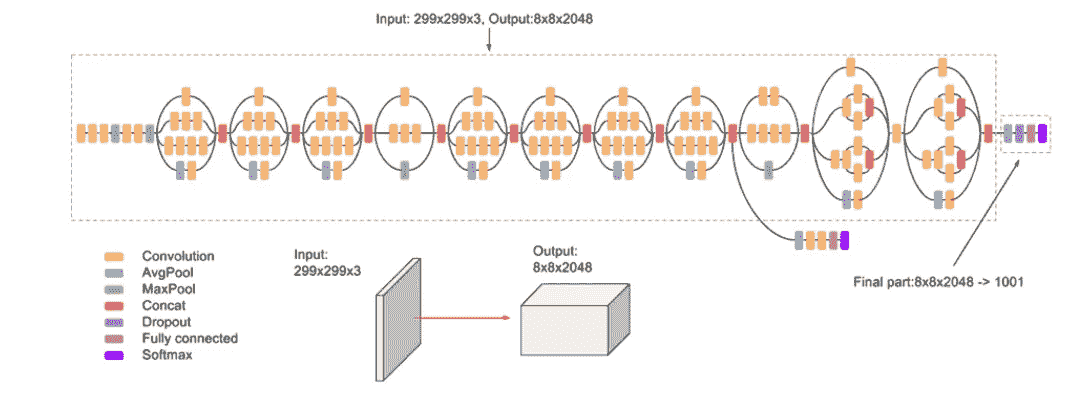 Input: 299x299x3, Output:8x8x2048
Convolution
AvgPool
MaxPool
Concat
Dropout
Fully connected
Softmax
Input:
299x299x3
Output:
8x8x2048
Final part:8x8x2048 -> 1001